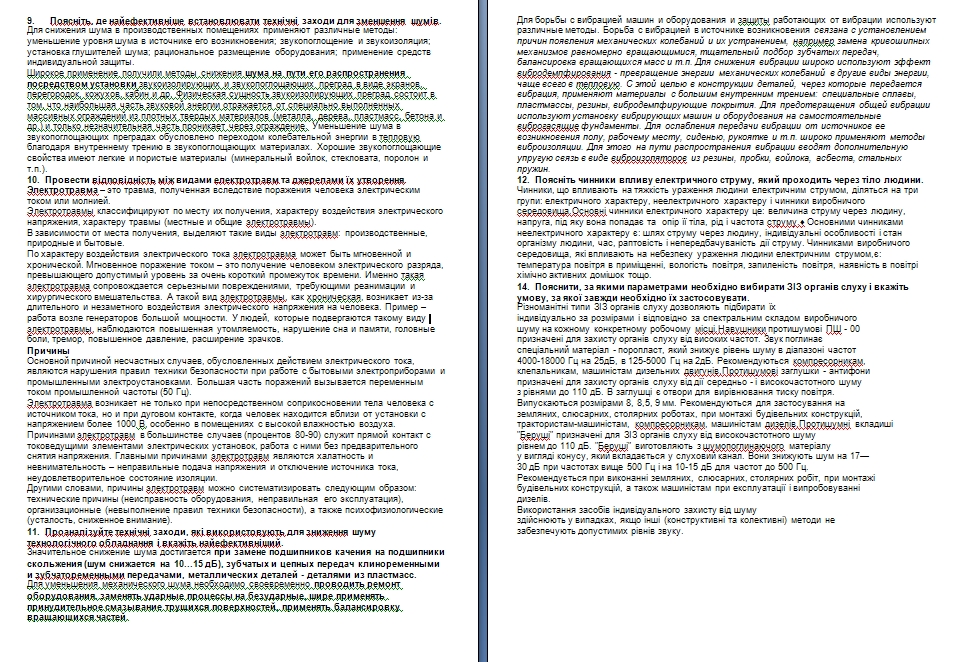 9. Поясніть, де найефективніше встановлювати технічні заходи для зменшення шумів.
Для снижения шума в производственных помещениях применяют различные методы:
уменьшение уровня шума в источнике его возникновения; звукопоглощение и звукоизоляция;
установка глушителей шума; рациональное размещение оборудования; применение средств
индивидуальной защиты.
Широкое применение получили методы снижения шума на пути его распространения
посредством установки звукоизолирующих и звукопоглощающих преград в виде экранов,
перегородок, кожухов, кабин и др. Физическая сущность звукоизолирующих преград состоит в
том, что наибольшая часть звуковой энергии отражается от специально выполненных
массивных ограждений из плотных твердых материалов (металла, дерева, пластмасс, бетона и
др.) и только незначительная часть проникает через ограждение. Уменьшение шума в
звукопоглощающих преградах обусловлено переходом колебательной энергии в тепловую
благодаря внутреннему трению в звукопоглощающих материалах. Хорошие звукопоглощающие
свойства имеют легкие и пористые материалы (минеральный войлок, стекловата, поролон и
т.п.).
10. Провести відповідність між видами електротравм та джерелами їх утворення.
Электротравма – это травма, полученная вследствие поражения человека электрическим
током или молнией.
Электротравмы классифицируют по месту их получения, характеру воздействия электрического
напряжения, характеру травмы (местные и общие электротравмы).
В зависимости от места получения, выделяют такие виды электротравм: производственные,
природные и бытовые.
По характеру воздействия электрического тока электротравма может быть мгновенной и
хронической. Мгновенное поражение током – это получение человеком электрического разряда,
превышающего допустимый уровень за очень короткий промежуток времени. Именно такая
электротравма сопровождается серьезными повреждениями, требующими реанимации и
хирургического вмешательства. А такой вид электротравмы, как хроническая, возникает из-за
длительного и незаметного воздействия электрического напряжения на человека. Пример –
работа возле генераторов большой мощности. У людей, которые подвергаются такому виду
электротравмы, наблюдаются повышенная утомляемость, нарушение сна и памяти, головные
боли, тремор, повышенное давление, расширение зрачков.
Причины
Основной причиной несчастных случаев, обусловленных действием электрического тока,
являются нарушения правил техники безопасности при работе с бытовыми электроприборами и
промышленными электроустановками. Большая часть поражений вызывается переменным
током промышленной частоты (50 Гц).
Электротравма возникает не только при непосредственном соприкосновении тела человека с
источником тока, но и при дуговом контакте, когда человек находится вблизи от установки с
напряжением более 1000 В, особенно в помещениях с высокой влажностью воздуха.
Причинами электротравм в большинстве случаев (процентов 80-90) служит прямой контакт с
токоведущими элементами электрических установок, работа с ними без предварительного
снятия напряжения. Главными причинами электротравм являются халатность и
невнимательность – неправильные подача напряжения и отключение источника тока,
неудовлетворительное состояние изоляции.
Другими словами, причины электротравм можно систематизировать следующим образом:
технические причины (неисправность оборудования, неправильная его эксплуатация),
организационные (невыполнение правил техники безопасности), а также психофизиологические
(усталость, сниженное внимание).
11. Проаналізуйте технічні заходи, які використовують для зниження шуму
технологічного обладнання і вкажіть найефективніший.
Значительное снижение шума достигается при замене подшипников качения на подшипники
скольжения (шум снижается на 10…15 дБ), зубчатых и цепных передач клиноременными
и зубчатоременными передачами, металлических деталей - деталями из пластмасс.
Для уменьшения механического шума необходимо своевременно проводить ремонт
оборудования, заменять ударные процессы на безударные, шире применять
принудительное смазывание трущихся поверхностей, применять балансировку
вращающихся частей.
Для борьбы с вибрацией машин и оборудования и защиты работающих от вибрации используют
различные методы. Борьба с вибрацией в источнике возникновения связана с установлением
причин появления механических колебаний и их устранением, например замена кривошипных
механизмов равномерно вращающимися, тщательный подбор зубчатых передач,
балансировка вращающихся масс и т.п. Для снижения вибрации широко используют эффект
вибродемпфирования - превращение энергии механических колебаний в другие виды энергии,
чаще всего в тепловую. С этой целью в конструкции деталей, через которые передается
вибрация, применяют материалы с большим внутренним трением: специальные сплавы,
пластмассы, резины, вибродемпфирующие покрытия. Для предотвращения общей вибрации
используют установку вибрирующих машин и оборудования на самостоятельные
виброгасящие фундаменты. Для ослабления передачи вибрации от источников ее
возникновения полу, рабочему месту, сиденью, рукоятке и т.п. широко применяют методы
виброизоляции. Для этого на пути распространения вибрации вводят дополнительную
упругую связь в виде виброизоляторов из резины, пробки, войлока, асбеста, стальных
пружин.
12. Поясніть чинники впливу електричного струму, який проходить через тіло людини.
Чинники, що впливають на тяжкість ураження людини електричним струмом, діляться на три
групи: електричного характеру, неелектричного характеру і чинники виробничого
середовища.Основні чинники електричного характеру це: величина струму через людину,
напруга, під яку вона попадає та опір її тіла, рід і частота струму.♦ Основними чинниками
неелектричного характеру є: шлях струму через людину, індивідуальні особливості і стан
організму людини, час, раптовість і непередбачуваність дії струму. Чинниками виробничого
середовища, які впливають на небезпеку ураження людини електричним струмом,є:
температура повітря в приміщенні, вологість повітря, запиленість повітря, наявність в повітрі
хімічно активних домішок тощо.
14. Пояснити, за якими параметрами необхідно вибирати ЗІЗ органів слуху і вкажіть
умову, за якої завжди необхідно їх застосовувати.
Різноманітні типи ЗІЗ органів слуху дозволяють підбирати їх
індивідуально за розмірами і відповідно за спектральним складом виробничого
шуму на кожному конкретному робочому місці.Навушники протишумові ПШ - 00
призначені для захисту органів слуху від високих частот. Звук поглинає
спеціальний матеріал - поропласт, який знижує рівень шуму в діапазоні частот
4000-18000 Гц на 25дБ, в 125-5000 Гц на 2дБ. Рекомендуються компресорникам,
клепальникам, машиністам дизельних двигунів.Протишумові заглушки - антифони
призначені для захисту органів слуху від дії середньо - і високочастотного шуму
з рівнями до 110 дБ. В заглушці є отвори для вирівнювання тиску повітря.
Випускаються розмірами 8, 8,5, 9 мм. Рекомендуються для застосування на
земляних, слюсарних, столярних роботах, при монтажі будівельних конструкцій,
трактористам-машиністам, компресорникам, машиністам дизелів.Протишумні вкладиші
"Беруші" призначені для ЗІЗ органів слуху від високочастотного шуму
рівнем до 110 дБ. "Беруші" виготовляють з шумопоглинаючого матеріалу
у вигляді конусу, який вкладається у слуховий канал. Вони знижують шум на 17—
30 дБ при частотах вище 500 Гц і на 10-15 дБ для частот до 500 Гц.
Рекомендується при виконанні земляних, слюсарних, столярних робіт, при монтажі
будівельних конструкцій, а також машиністам при експлуатації і випробовуванні
дизелів.
Використання засобів індивідуального захисту від шуму
здійснюють у випадках, якщо інші (конструктивні та колективні) методи не
забезпечують допустимих рівнів звуку.